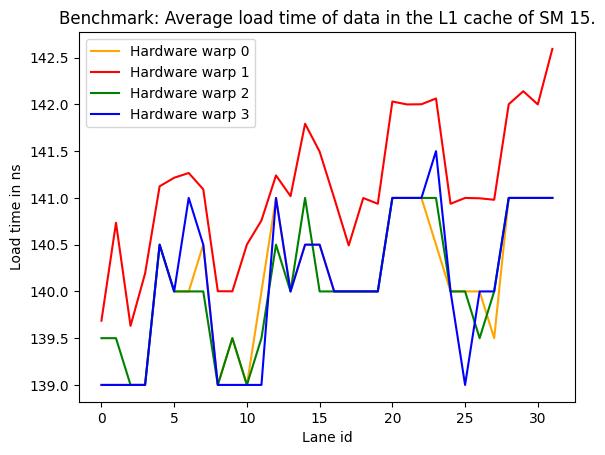 Benchmark: Average load time of data in the L1 cache of SM 15.
Hardware warp 0
Hardware warp 1
Hardware warp 2
Hardware warp 3
142.5
142.0
141.5
141.0
140.5
140.0
139.5
139.0
Load time in ns
0 5 10 15 20 25 30
Lane id